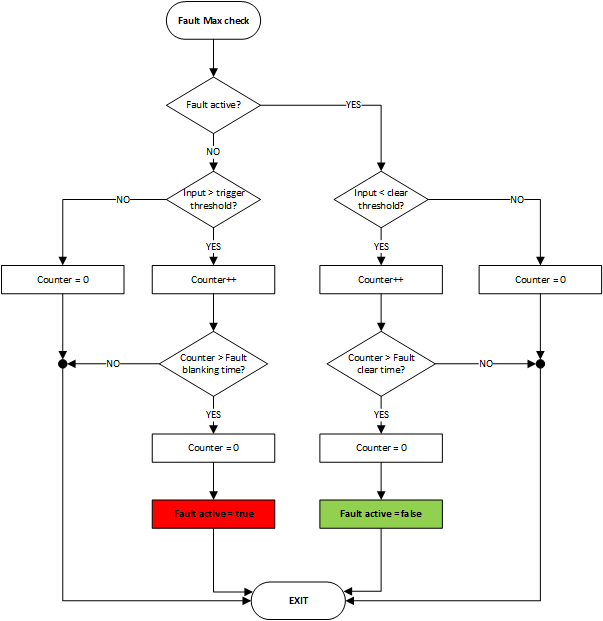 Fault Max check
Fault active?
YES
NO
Input > trigger
threshold?
Input < clear
threshold?
NO
NO
YES
YES
Counter = 0
Counter++
Counter++
Counter = 0
Counter > Fault
blanking time?
Counter > Fault
clear time?
NO
NO
YES
YES
Counter = 0
Counter = 0
Fault active = true
Fault active = false
EXIT